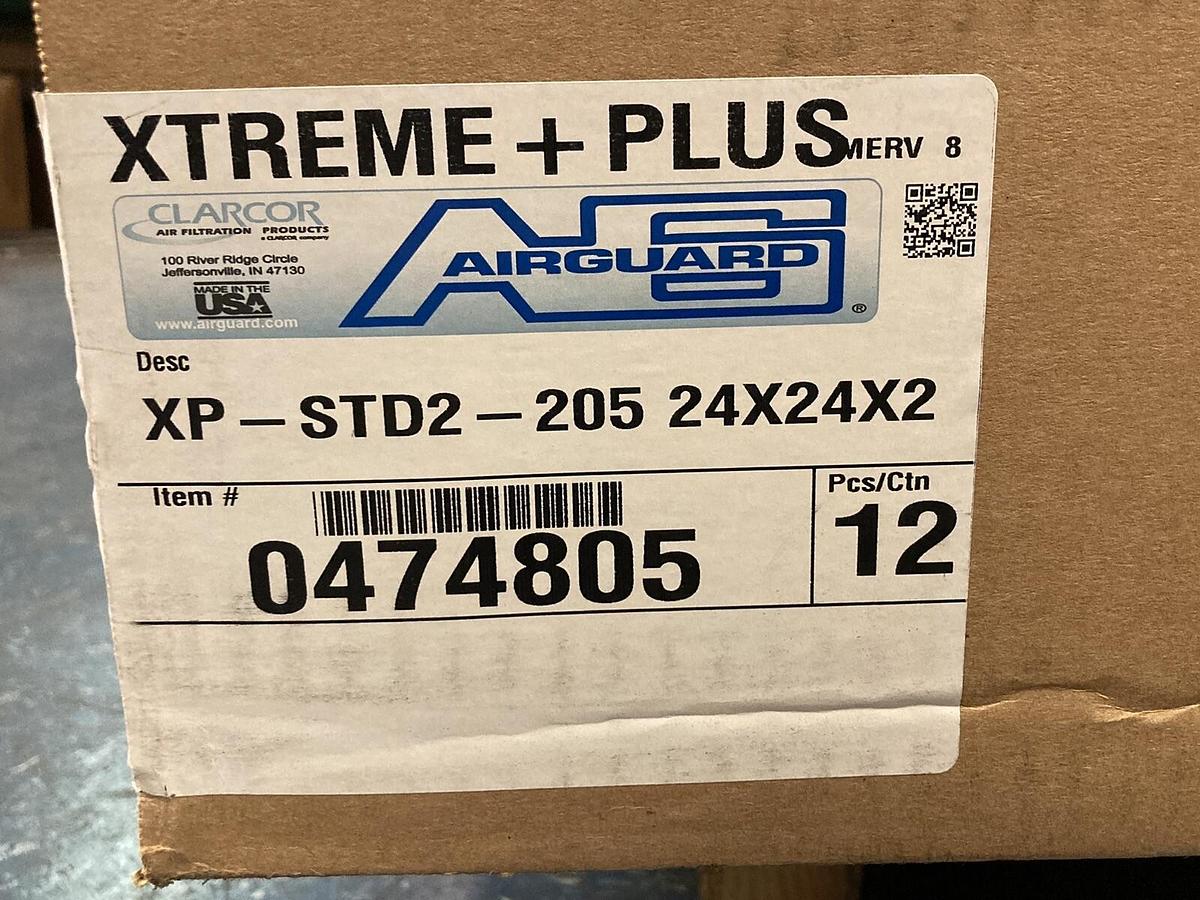 XTREME + PLUS MERV 8
CLARCOR
AIR FILTRATION PRODUCTS
a CLARCOR company
100 River Ridge Circle
Jeffersonville, IN 47130
MADE IN THE
USA
www.airguard.com
AG
AIRGUARD®
Desc
XP-STD2-205 24X24X2
Item #
0474805
Pcs/Ctn
12